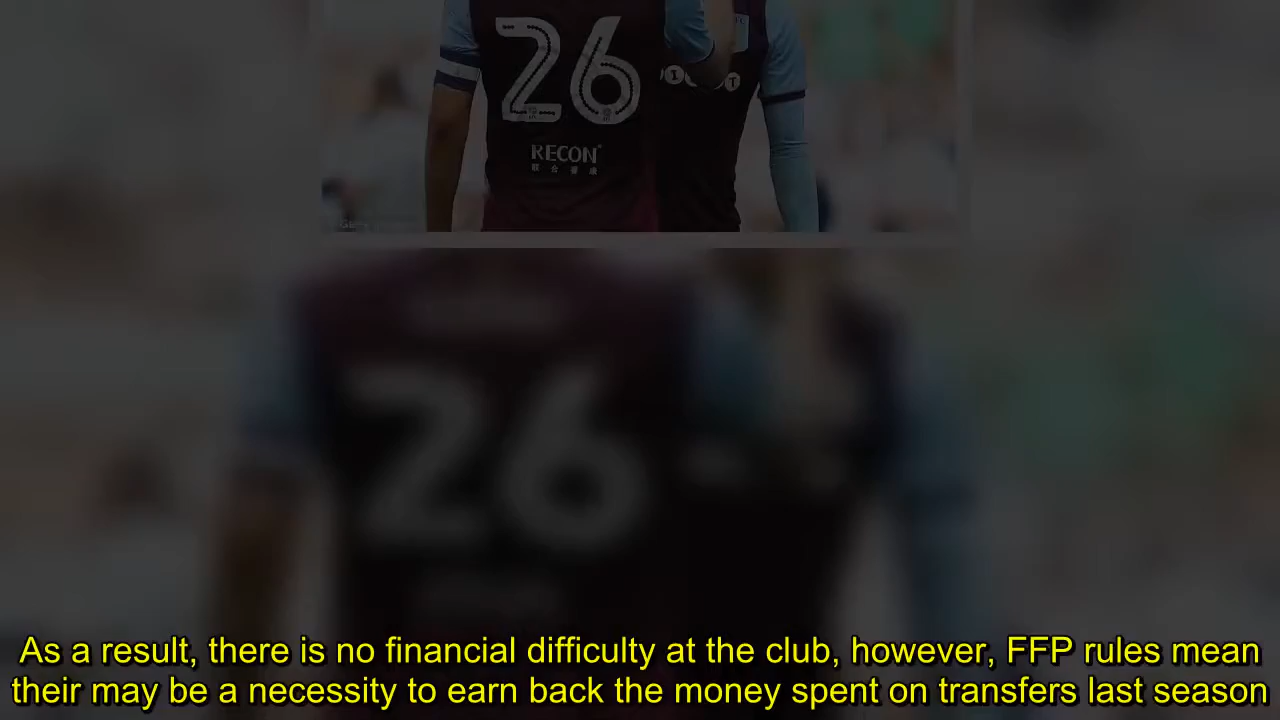 26
RECON
As a result, there is no financial difficulty at the club, however, FFP rules mean
their may be a necessity to earn back the money spent on transfers last season